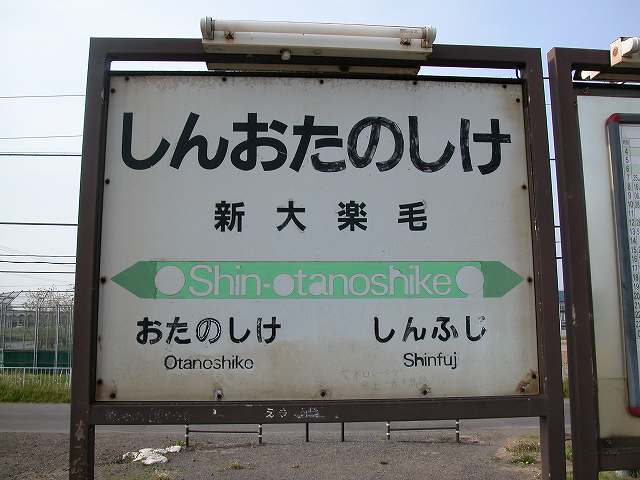 しんおたのしけ
新大楽毛
Shin-otanoshike
おたのしけ しんふじ
Otanoshike Shinfuj